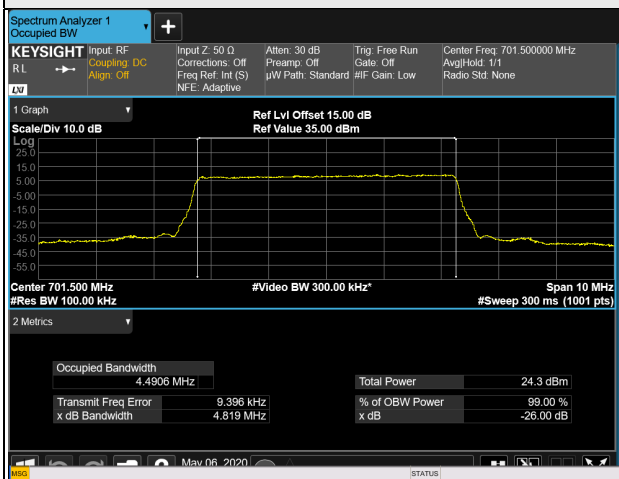 Spectrum Analyzer 1
Occupied BW
KEYSIGHT Input: RF Input Z: 50 Ω Atten: 30 dB Trig: Free Run Center Freq: 701.500000 MHz
RL Coupling: DC Corrections: Off Preamp: Off Gate: Off Avg|Hold: 1/1
Align: Off Freq Ref: Int (S) µW Path: Standard #IF Gain: Low Radio Std: None
LXI NFE: Adaptive
1 Graph
Ref Lvl Offset 15.00 dB
Scale/Div 10.0 dB Ref Value 35.00 dBm
Log
25.0
15.0
5.00
-5.00
-15.0
-25.0
-35.0
-45.0
-55.0
Center 701.500 MHz #Video BW 300.00 kHz* Span 10 MHz
#Res BW 100.00 kHz #Sweep 300 ms (1001 pts)
2 Metrics
Occupied Bandwidth
4.4906 MHz Total Power 24.3 dBm
Transmit Freq Error 9.396 kHz % of OBW Power 99.00 %
x dB Bandwidth 4.819 MHz x dB -26.00 dB
May 06, 2020
MSG STATUS